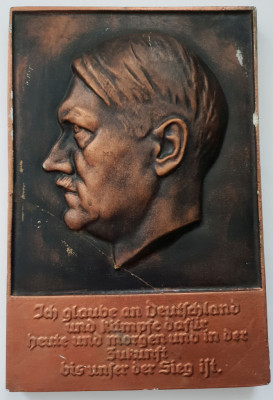 Ich glaube an Deutschland
und kämpfe dafür
heute und morgen und in der
Zukunft
bis unser der Sieg ist.